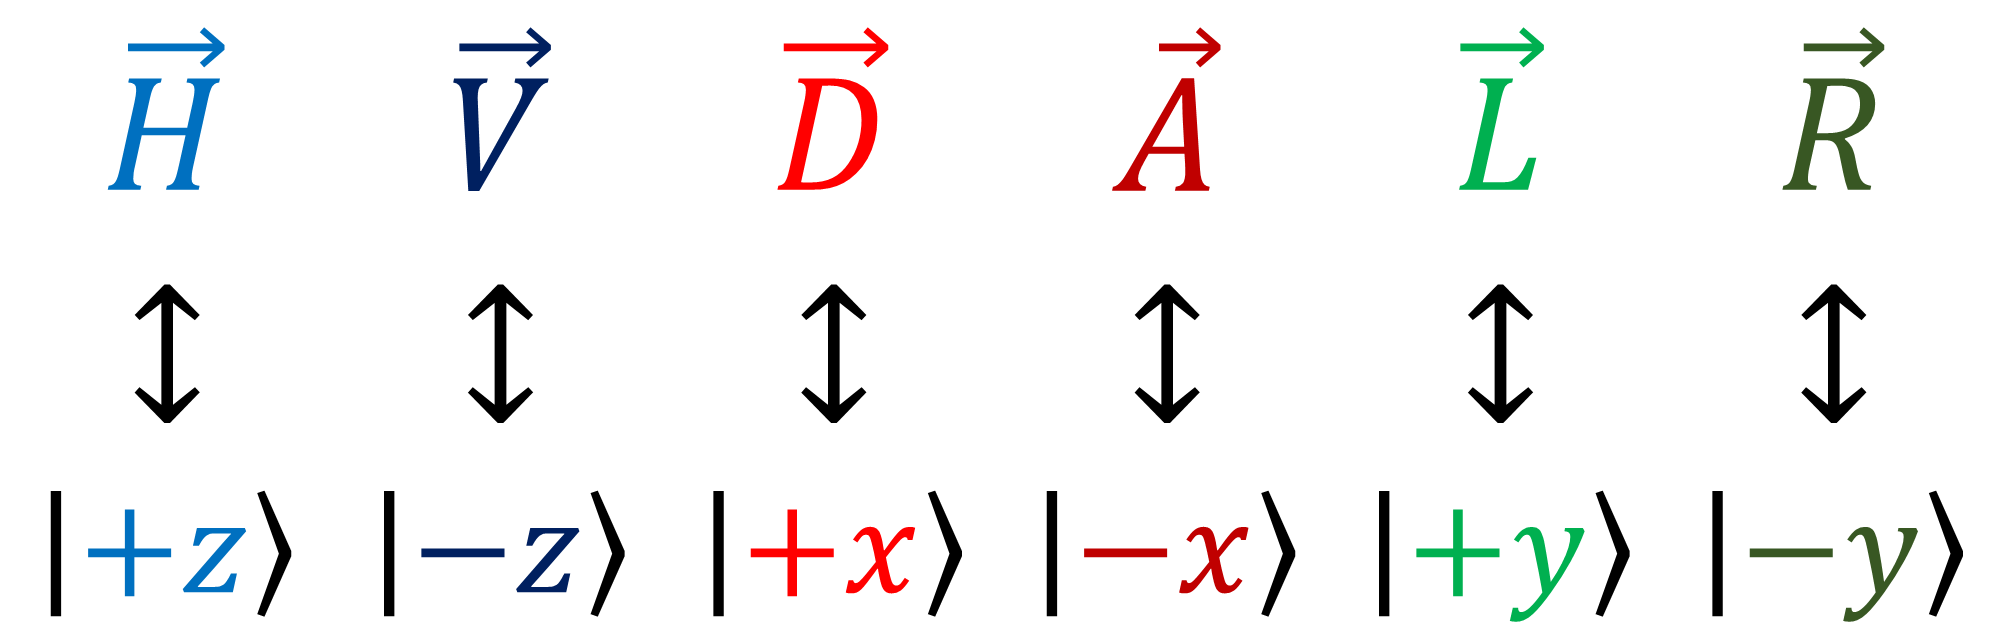 H⃗ V⃗ D⃗ A⃗ L⃗ R⃗
↕ ↕ ↕ ↕ ↕ ↕
|+z⟩ |−z⟩ |+x⟩ |−x⟩ |+y⟩ |−y⟩